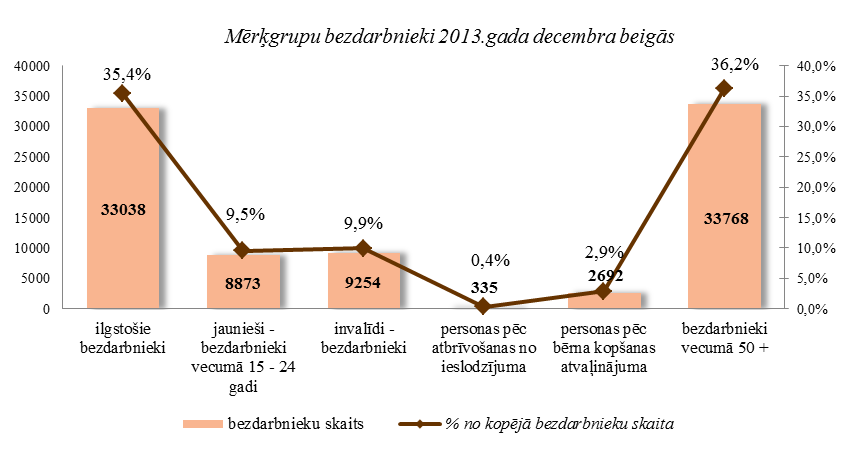 Mērķgrupu bezdarbnieki 2013.gada decembra beigās
40000
35000
30000
25000
20000
15000
10000
5000
0
40,0%
35,0%
30,0%
25,0%
20,0%
15,0%
10,0%
5,0%
0,0%
35,4%
9,5%
9,9%
0,4%
2,9%
36,2%
33038
8873
9254
335
2692
33768
ilgstošie
bezdarbnieki
jaunieši -
bezdarbnieki
vecumā 15 - 24
gadi
invalīdi -
bezdarbnieki
personas pēc
atbrīvošanas no
ieslodzījuma
personas pēc
bērna kopšanas
atvaļinājuma
bezdarbnieki
vecumā 50 +
bezdarbnieku skaits
% no kopējā bezdarbnieku skaita